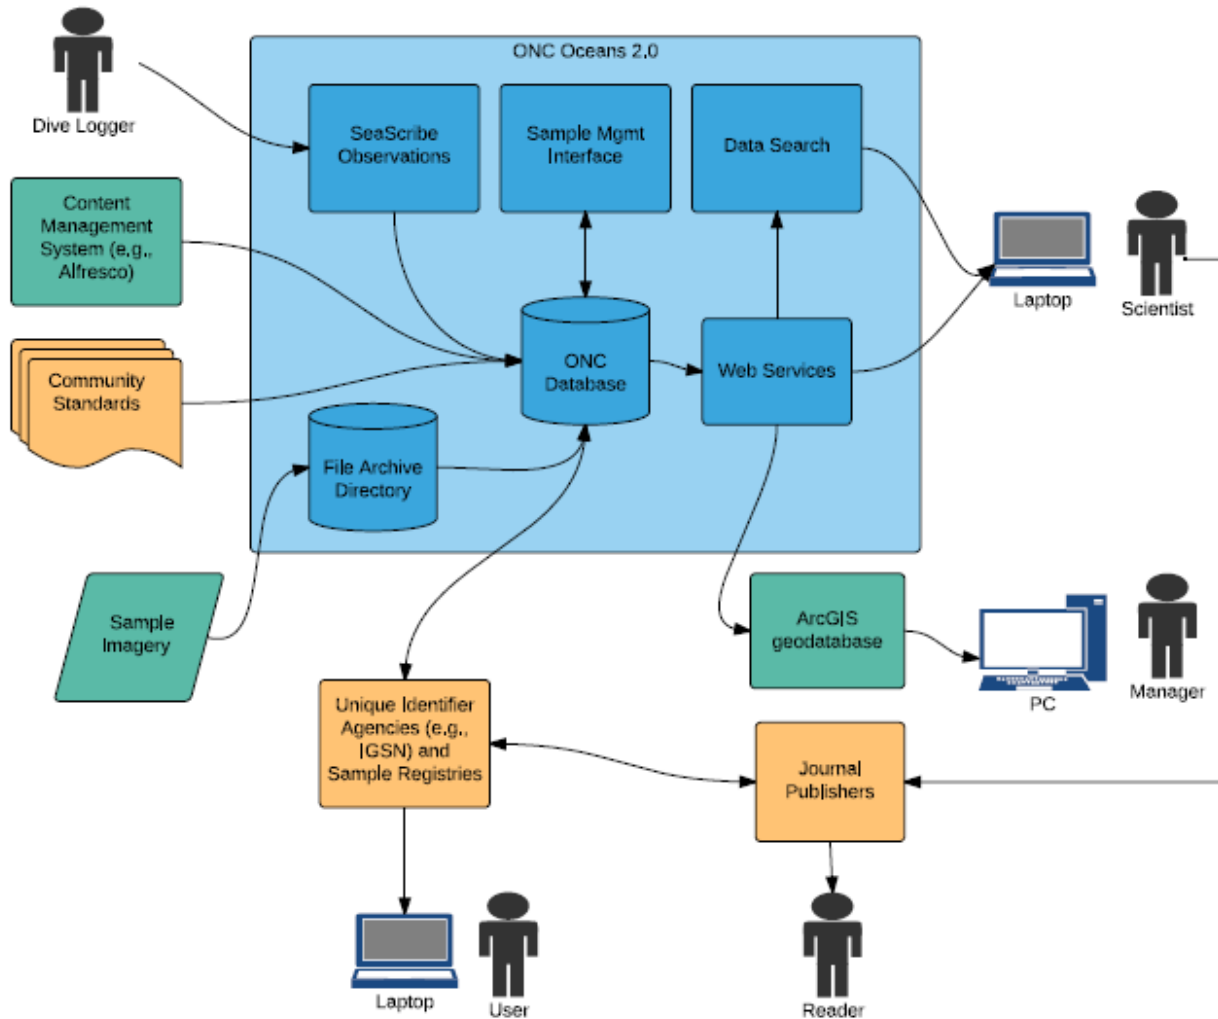 ONC Oceans 2.0
Dive Logger
SeaScribe
Observations
Sample Mgmt
Interface
Data Search
Content
Management
System (e.g.,
Alfresco)
Laptop
Scientist
Community
Standards
ONC
Database
Web Services
File Archive
Directory
Sample
Imagery
ArcGIS
geodatabase
PC
Manager
Unique Identifier
Agencies (e.g.,
IGSN) and
Sample Registries
Journal
Publishers
Laptop
User
Reader